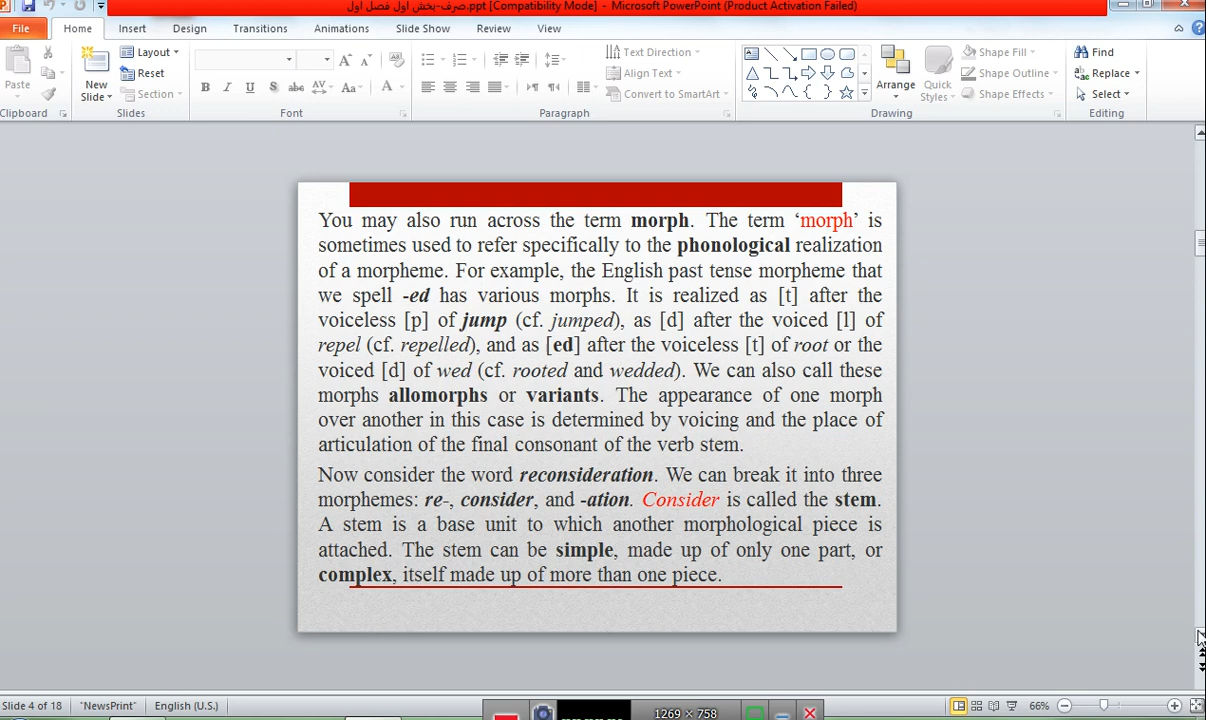 صرف-بخش اول فصل اول.ppt [Compatibility Mode] - Microsoft PowerPoint (Product Activation Failed)
File Home Insert Design Transitions Animations Slide Show Review View
Paste
Clipboard
New Slide
Layout
Reset
Section
Slides
B I U S abc AV Aa A
Font
Text Direction
Align Text
Convert to SmartArt
Paragraph
Arrange
Quick Styles
Shape Fill
Shape Outline
Shape Effects
Drawing
Find
Replace
Select
Editing
You may also run across the term morph. The term ‘morph’ is
sometimes used to refer specifically to the phonological realization
of a morpheme. For example, the English past tense morpheme that
we spell -ed has various morphs. It is realized as [t] after the
voiceless [p] of jump (cf. jumped), as [d] after the voiced [l] of
repel (cf. repelled), and as [ed] after the voiceless [t] of root or the
voiced [d] of wed (cf. rooted and wedded). We can also call these
morphs allomorphs or variants. The appearance of one morph
over another in this case is determined by voicing and the place of
articulation of the final consonant of the verb stem.
Now consider the word reconsideration. We can break it into three
morphemes: re-, consider, and -ation. Consider is called the stem.
A stem is a base unit to which another morphological piece is
attached. The stem can be simple, made up of only one part, or
complex, itself made up of more than one piece.
Slide 4 of 18 "NewsPrint" English (U.S.) 66%
1269 × 758